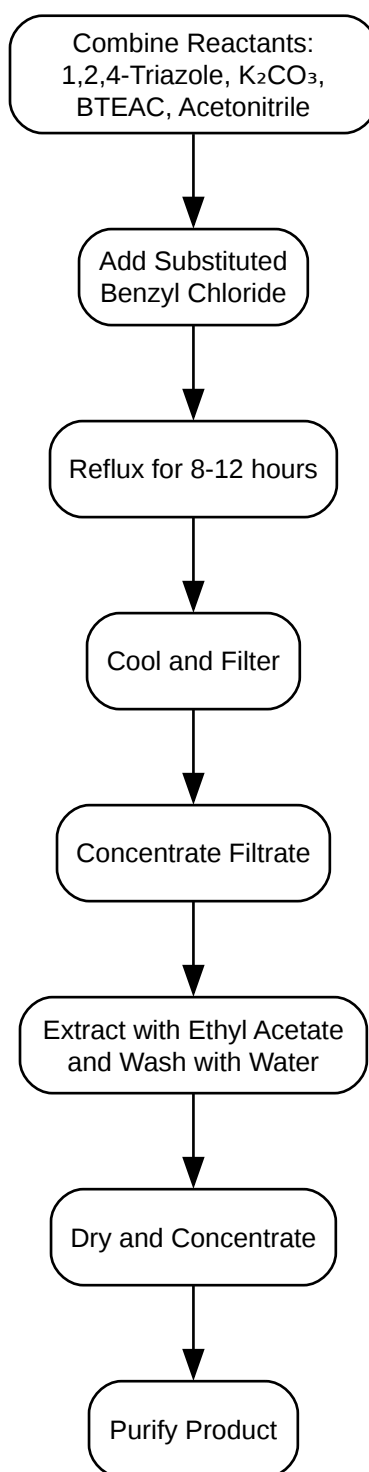 Combine Reactants:
1,2,4-Triazole, K₂CO₃,
BTEAC, Acetonitrile
Add Substituted
Benzyl Chloride
Reflux for 8-12 hours
Cool and Filter
Concentrate Filtrate
Extract with Ethyl Acetate
and Wash with Water
Dry and Concentrate
Purify Product